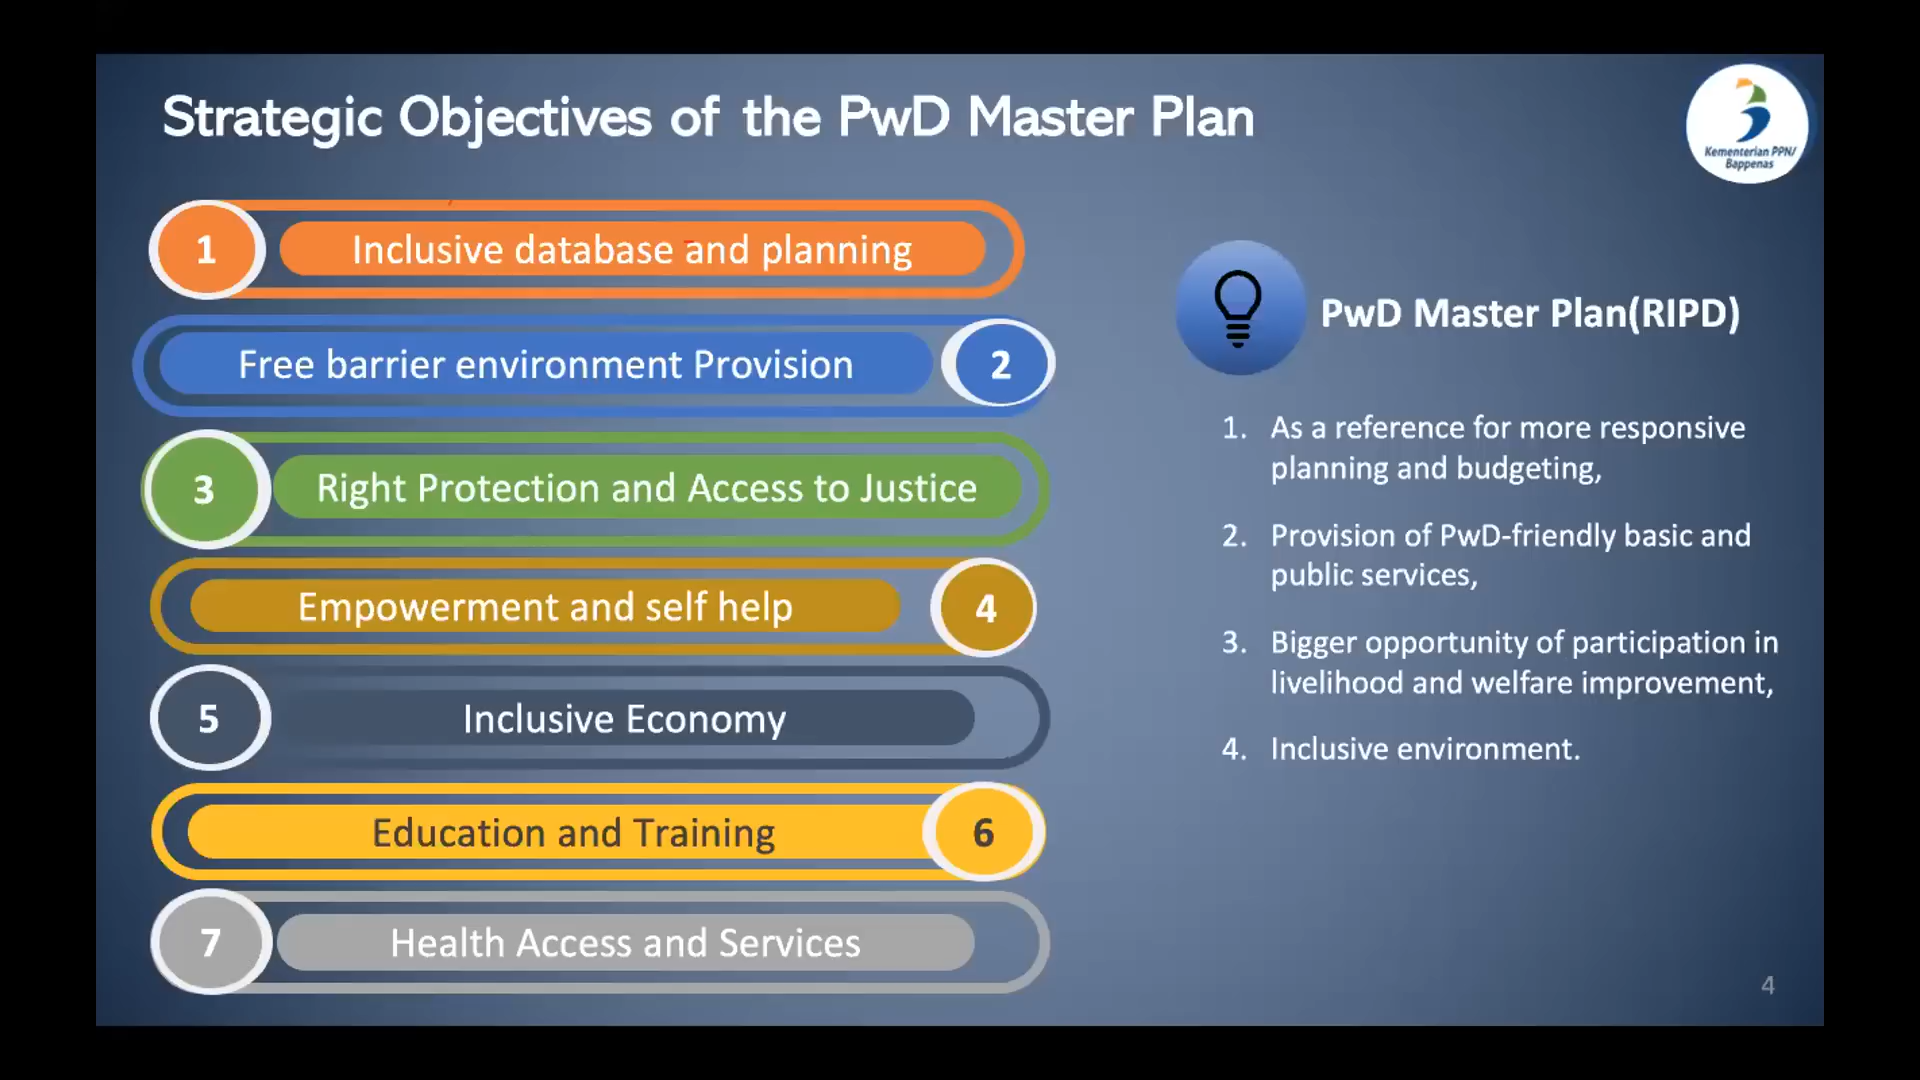 Strategic Objectives of the PwD Master Plan
Kementerian PPN/
Bappenas
1
Inclusive database and planning
Free barrier environment Provision
2
3
Right Protection and Access to Justice
Empowerment and self help
4
5
Inclusive Economy
Education and Training
6
7
Health Access and Services
PwD Master Plan(RIPD)
1. As a reference for more responsive
planning and budgeting,
2. Provision of PwD-friendly basic and
public services,
3. Bigger opportunity of participation in
livelihood and welfare improvement,
4. Inclusive environment.
4